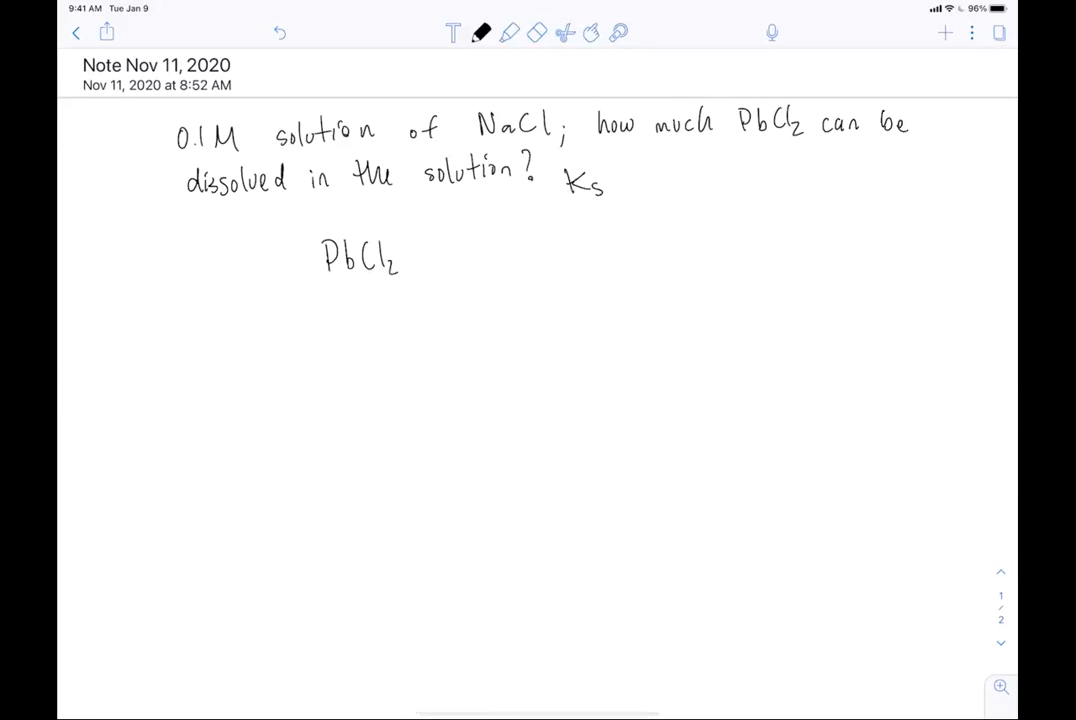 9:41 AM Tue Jan 9
96%
Note Nov 11, 2020
Nov 11, 2020 at 8:52 AM
0.1M solution of NaCl; how much PbCl₂ can be
dissolved in the solution? Ks
PbCl₂
1
/
2